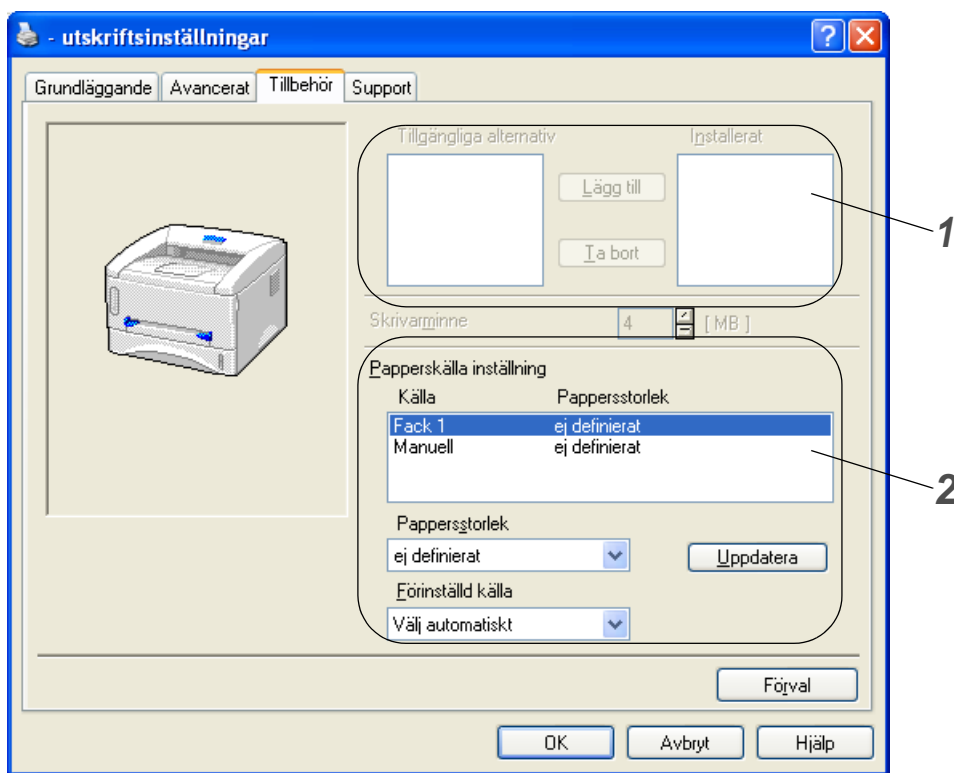 - utskriftsinställningar
Grundläggande Avancerat Tillbehör Support
Tillgängliga alternativ Installerat
Lägg till
1
Ta bort
Skrivarminne 4 [ MB ]
Papperskälla inställning
Källa Pappersstorlek
Fack 1 ej definierat
Manuell ej definierat
2
Pappersstorlek
ej definierat Uppdatera
Förinställd källa
Välj automatiskt
Förval
OK Avbryt Hjälp